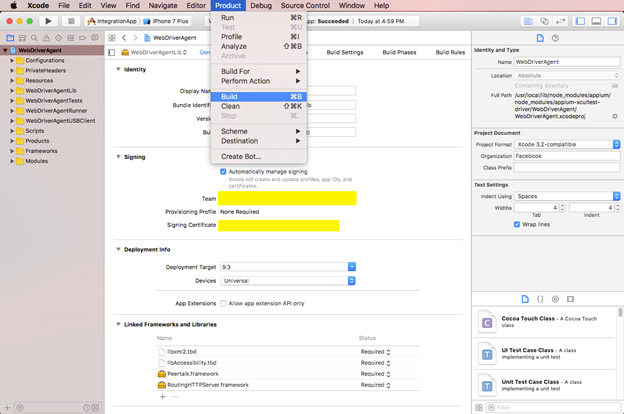 Xcode File Edit View Find Navigate Editor Product Debug Source Control Window Help
IntegrationApp iPhone 7 Plus
App: Succeeded | Today at 4:59 PM
WebDriverAgent
Configurations
PrivateHeaders
Resources
WebDriverAgentLib
WebDriverAgentTests
WebDriverAgentRunner
WebDriverAgentUSBClient
Scripts
Products
Frameworks
Modules
Filter
WebDriverAgent
WebDriverAgentLib Build Settings Build Phases Build Rules
Identity
Display Na
Bundle Identif
Vers
Bu
Run ⌘R
Test ⌘U
Profile ⌘I
Analyze ⇧⌘B
Archive
Build For
Perform Action
Build ⌘B
Clean ⇧⌘K
Stop ⌘.
Scheme
Destination
Create Bot...
Signing
Automatically manage signing
Xcode will create and update profiles, app IDs, and
certificates.
Team
Provisioning Profile None Required
Signing Certificate
Deployment Info
Deployment Target 9.3
Devices Universal
App Extensions Allow app extension API only
Linked Frameworks and Libraries
Name Status
libxml2.tbd Required
libAccessibility.tbd Required
Peertalk.framework Required
RoutingHTTPServer.framework Required
Identity and Type
Name WebDriverAgent
Location Absolute
Containing directory
Full Path /usr/local/lib/node_modules/appium/
node_modules/appium-xcuitest-
driver/WebDriverAgent/
WebDriverAgent.xcodeproj
Project Document
Project Format Xcode 3.2-compatible
Organization Facebook
Class Prefix
Text Settings
Indent Using Spaces
Widths 4 4
Tab Indent
Wrap lines
Cocoa Touch Class - A Cocoa Touch
class
UI Test Case Class - A class
implementing a unit test
Unit Test Case Class - A class
implementing a unit test
Filter